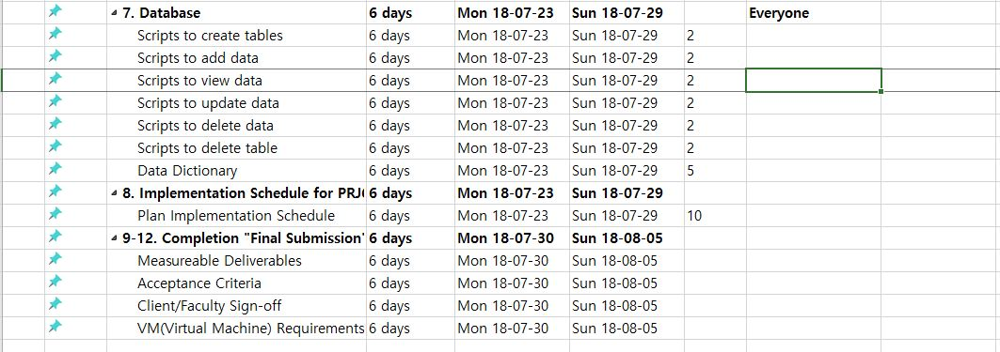 7. Database 6 days Mon 18-07-23 Sun 18-07-29 Everyone
Scripts to create tables 6 days Mon 18-07-23 Sun 18-07-29 2
Scripts to add data 6 days Mon 18-07-23 Sun 18-07-29 2
Scripts to view data 6 days Mon 18-07-23 Sun 18-07-29 2
Scripts to update data 6 days Mon 18-07-23 Sun 18-07-29 2
Scripts to delete data 6 days Mon 18-07-23 Sun 18-07-29 2
Scripts to delete table 6 days Mon 18-07-23 Sun 18-07-29 2
Data Dictionary 6 days Mon 18-07-23 Sun 18-07-29 5
8. Implementation Schedule for PRJ 6 days Mon 18-07-23 Sun 18-07-29
Plan Implementation Schedule 6 days Mon 18-07-23 Sun 18-07-29 10
9-12. Completion "Final Submission" 6 days Mon 18-07-30 Sun 18-08-05
Measureable Deliverables 6 days Mon 18-07-30 Sun 18-08-05
Acceptance Criteria 6 days Mon 18-07-30 Sun 18-08-05
Client/Faculty Sign-off 6 days Mon 18-07-30 Sun 18-08-05
VM(Virtual Machine) Requirements 6 days Mon 18-07-30 Sun 18-08-05